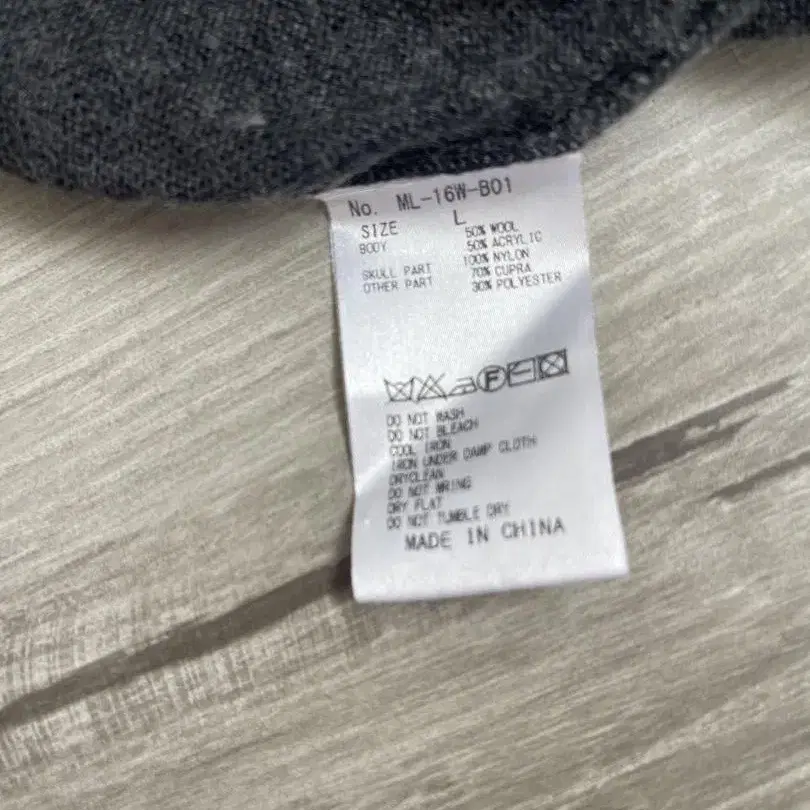 No. ML-16W-B01
SIZE L
BODY 50% WOOL
50% ACRYLIC
SKULL PART 100% NYLON
OTHER PART 70% CUPRA
30% POLYESTER
F
DO NOT WASH
DO NOT BLEACH
COOL IRON
IRON UNDER DAMP CLOTH
DRYCLEAN
DO NOT WRING
DRY FLAT
DO NOT TUMBLE DRY
MADE IN CHINA